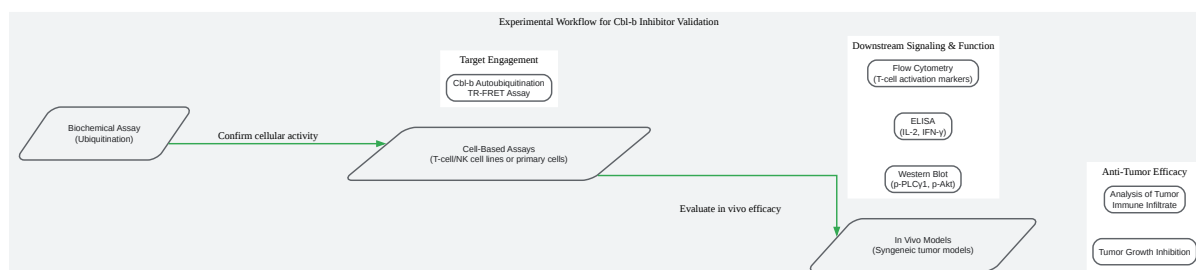 Experimental Workflow for Cbl-b Inhibitor Validation
Target Engagement
Cbl-b Autoubiquitination
TR-FRET Assay
Downstream Signaling & Function
Flow Cytometry
(T-cell activation markers)
ELISA
(IL-2, IFN-γ)
Western Blot
(p-PLCγ1, p-Akt)
Biochemical Assay
(Ubiquitination)
Confirm cellular activity
Cell-Based Assays
(T-cell/NK cell lines or primary cells)
Evaluate in vivo efficacy
In Vivo Models
(Syngeneic tumor models)
Anti-Tumor Efficacy
Analysis of Tumor
Immune Infiltrate
Tumor Growth Inhibition